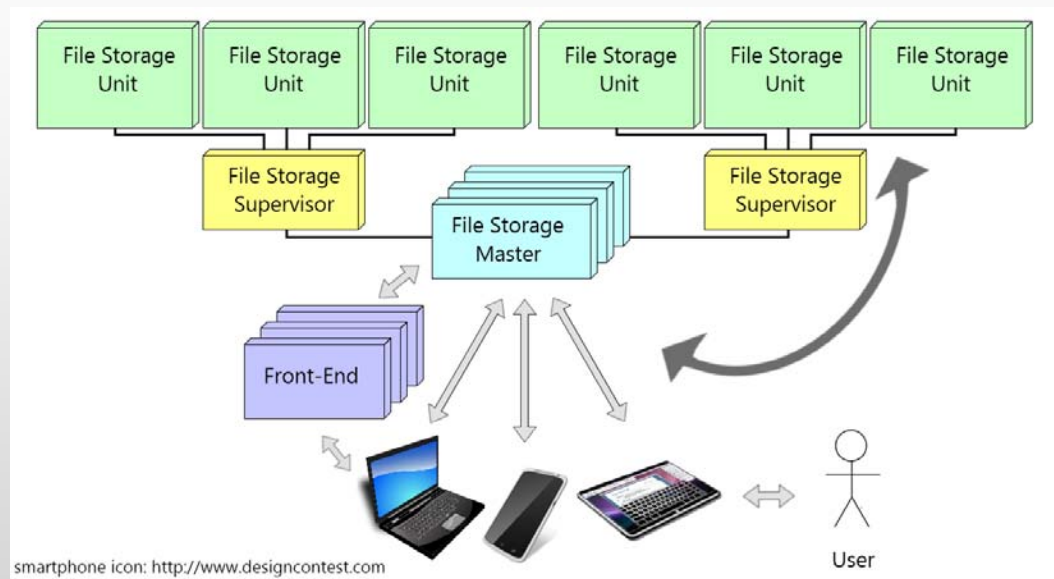 File Storage
Unit
File Storage
Unit
File Storage
Unit
File Storage
Unit
File Storage
Unit
File Storage
Unit
File Storage
Supervisor
File Storage
Supervisor
File Storage
Master
Front-End
User
smartphone icon: http://www.designcontest.com